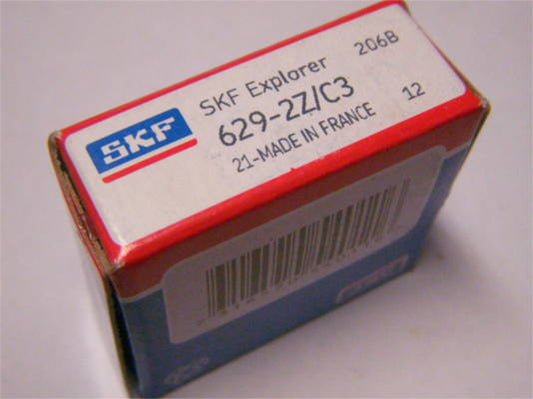 SKF
SKF Explorer 206B
629-2Z/C3 12
21-MADE IN FRANCE